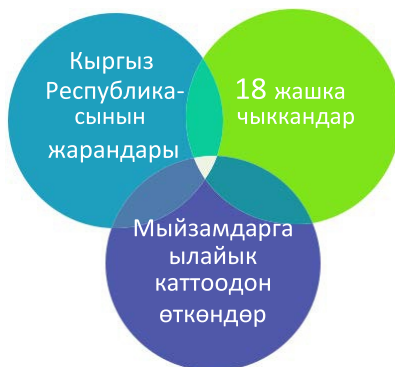 Кыргыз
Республика-
сынын
жарандары
18 жашка
чыккандар
Мыйзамдарга
ылайык
каттоодон
өткөндөр